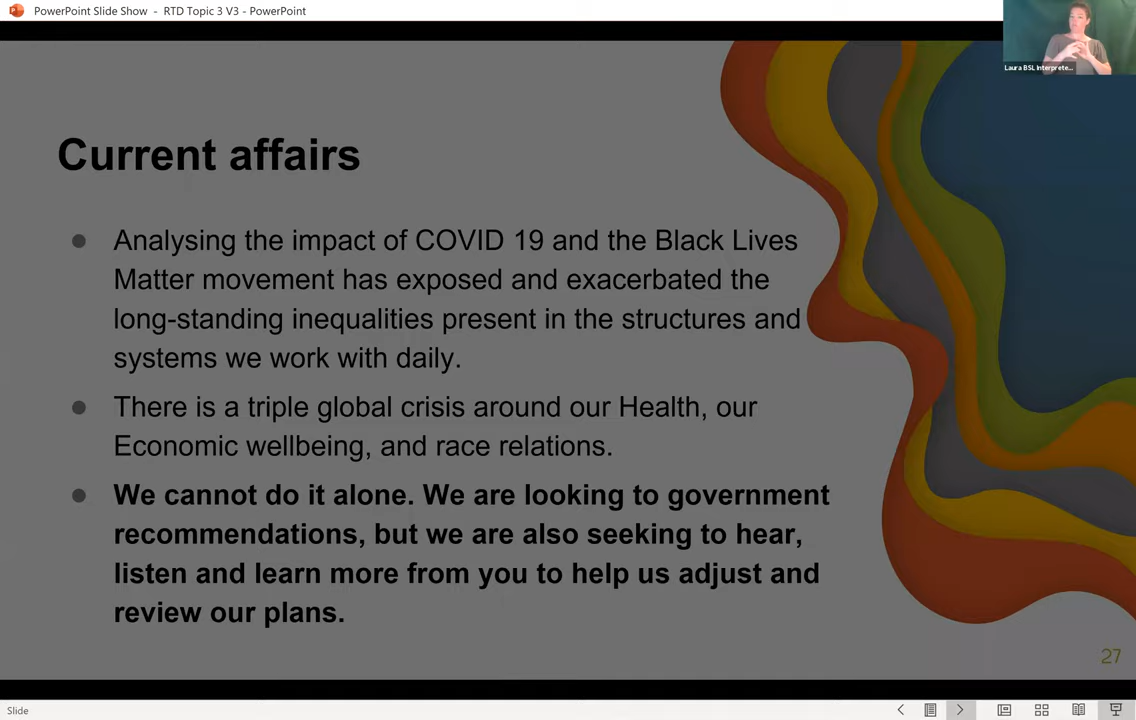 PowerPoint Slide Show - RTD Topic 3 V3 - PowerPoint
Laura BSL Interprete...
Current affairs
● Analysing the impact of COVID 19 and the Black Lives
Matter movement has exposed and exacerbated the
long-standing inequalities present in the structures and
systems we work with daily.
● There is a triple global crisis around our Health, our
Economic wellbeing, and race relations.
● We cannot do it alone. We are looking to government
recommendations, but we are also seeking to hear,
listen and learn more from you to help us adjust and
review our plans.
27
Slide